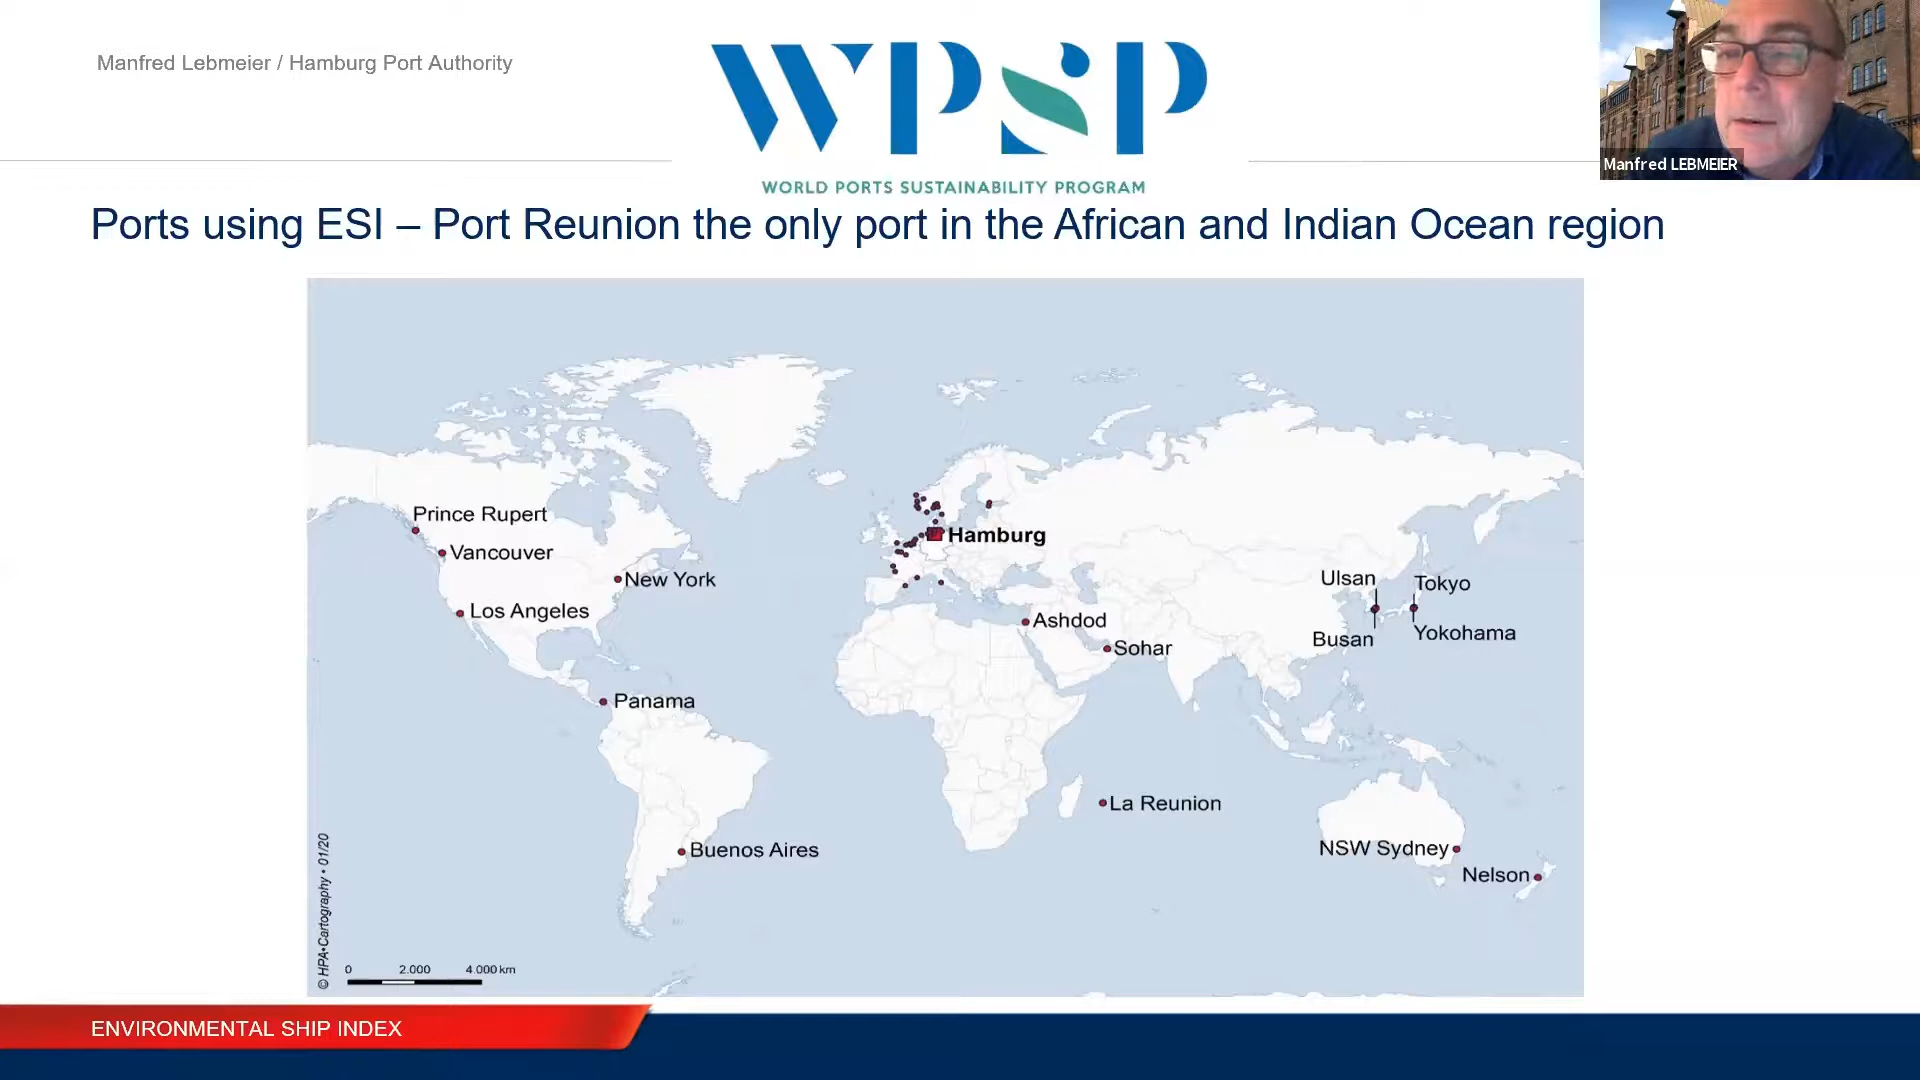 Manfred Lebmeier / Hamburg Port Authority
WPSP
WORLD PORTS SUSTAINABILITY PROGRAM
Manfred LEBMEIER
Ports using ESI – Port Reunion the only port in the African and Indian Ocean region
Prince Rupert
Vancouver
New York
Los Angeles
Panama
Buenos Aires
Hamburg
Ashdod
Sohar
La Reunion
Ulsan
Tokyo
Busan
Yokohama
NSW Sydney
Nelson
© HPA•Cartography • 01/20
0 2.000 4.000 km
ENVIRONMENTAL SHIP INDEX